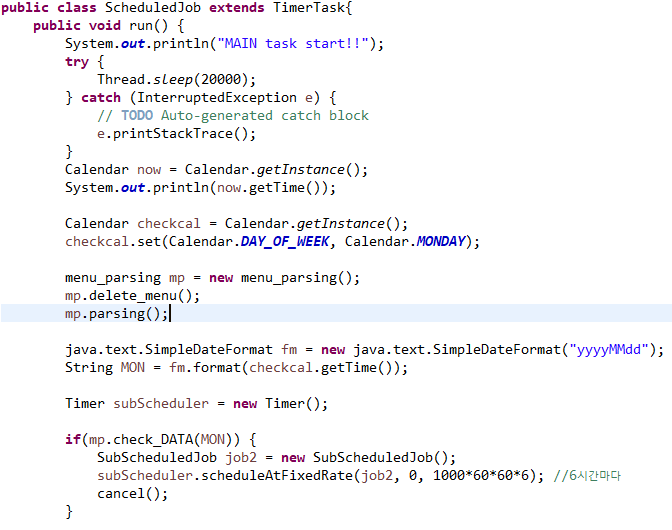 public class ScheduledJob extends TimerTask{
public void run() {
System.out.println("MAIN task start!!");
try {
Thread.sleep(20000);
} catch (InterruptedException e) {
// TODO Auto-generated catch block
e.printStackTrace();
}
Calendar now = Calendar.getInstance();
System.out.println(now.getTime());
Calendar checkcal = Calendar.getInstance();
checkcal.set(Calendar.DAY_OF_WEEK, Calendar.MONDAY);
menu_parsing mp = new menu_parsing();
mp.delete_menu();
mp.parsing();
java.text.SimpleDateFormat fm = new java.text.SimpleDateFormat("yyyyMMdd");
String MON = fm.format(checkcal.getTime());
Timer subScheduler = new Timer();
if(mp.check_DATA(MON)) {
SubScheduledJob job2 = new SubScheduledJob();
subScheduler.scheduleAtFixedRate(job2, 0, 1000*60*60*6); //6시간마다
cancel();
}